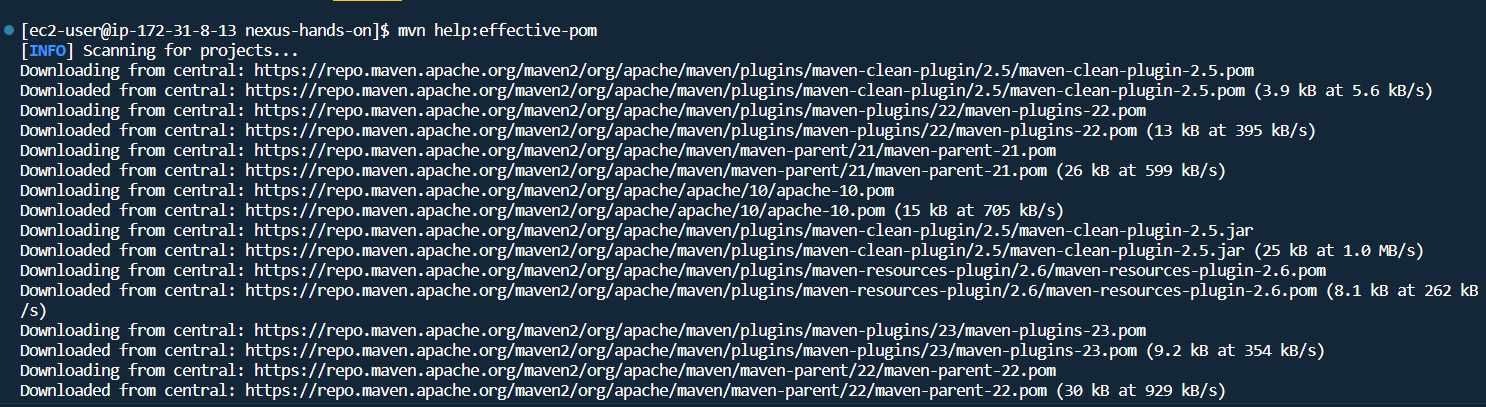 [ec2-user@ip-172-31-8-13 nexus-hands-on]$ mvn help:effective-pom
[INFO] Scanning for projects...
Downloading from central: https://repo.maven.apache.org/maven2/org/apache/maven/plugins/maven-clean-plugin/2.5/maven-clean-plugin-2.5.pom
Downloaded from central: https://repo.maven.apache.org/maven2/org/apache/maven/plugins/maven-clean-plugin/2.5/maven-clean-plugin-2.5.pom (3.9 kB at 5.6 kB/s)
Downloading from central: https://repo.maven.apache.org/maven2/org/apache/maven/plugins/maven-plugins/22/maven-plugins-22.pom
Downloaded from central: https://repo.maven.apache.org/maven2/org/apache/maven/plugins/maven-plugins/22/maven-plugins-22.pom (13 kB at 395 kB/s)
Downloading from central: https://repo.maven.apache.org/maven2/org/apache/maven/maven-parent/21/maven-parent-21.pom
Downloaded from central: https://repo.maven.apache.org/maven2/org/apache/maven/maven-parent/21/maven-parent-21.pom (26 kB at 599 kB/s)
Downloading from central: https://repo.maven.apache.org/maven2/org/apache/apache/10/apache-10.pom
Downloaded from central: https://repo.maven.apache.org/maven2/org/apache/apache/10/apache-10.pom (15 kB at 705 kB/s)
Downloading from central: https://repo.maven.apache.org/maven2/org/apache/maven/plugins/maven-clean-plugin/2.5/maven-clean-plugin-2.5.jar
Downloaded from central: https://repo.maven.apache.org/maven2/org/apache/maven/plugins/maven-clean-plugin/2.5/maven-clean-plugin-2.5.jar (25 kB at 1.0 MB/s)
Downloading from central: https://repo.maven.apache.org/maven2/org/apache/maven/plugins/maven-resources-plugin/2.6/maven-resources-plugin-2.6.pom
Downloaded from central: https://repo.maven.apache.org/maven2/org/apache/maven/plugins/maven-resources-plugin/2.6/maven-resources-plugin-2.6.pom (8.1 kB at 262 kB
/s)
Downloading from central: https://repo.maven.apache.org/maven2/org/apache/maven/plugins/maven-plugins/23/maven-plugins-23.pom
Downloaded from central: https://repo.maven.apache.org/maven2/org/apache/maven/plugins/maven-plugins/23/maven-plugins-23.pom (9.2 kB at 354 kB/s)
Downloading from central: https://repo.maven.apache.org/maven2/org/apache/maven/maven-parent/22/maven-parent-22.pom
Downloaded from central: https://repo.maven.apache.org/maven2/org/apache/maven/maven-parent/22/maven-parent-22.pom (30 kB at 929 kB/s)